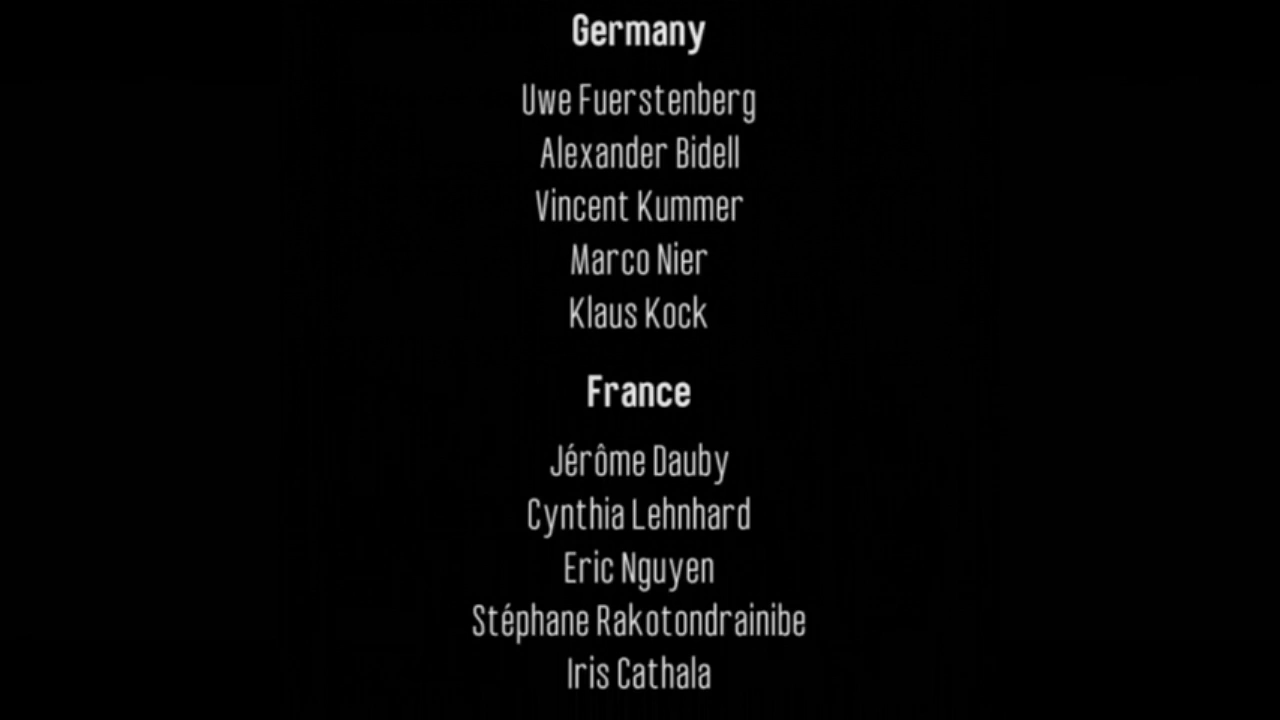 Germany
Uwe Fuerstenberg
Alexander Bidell
Vincent Kummer
Marco Nier
Klaus Kock
France
Jérôme Dauby
Cynthia Lehnhard
Eric Nguyen
Stéphane Rakotondrainibe
Iris Cathala